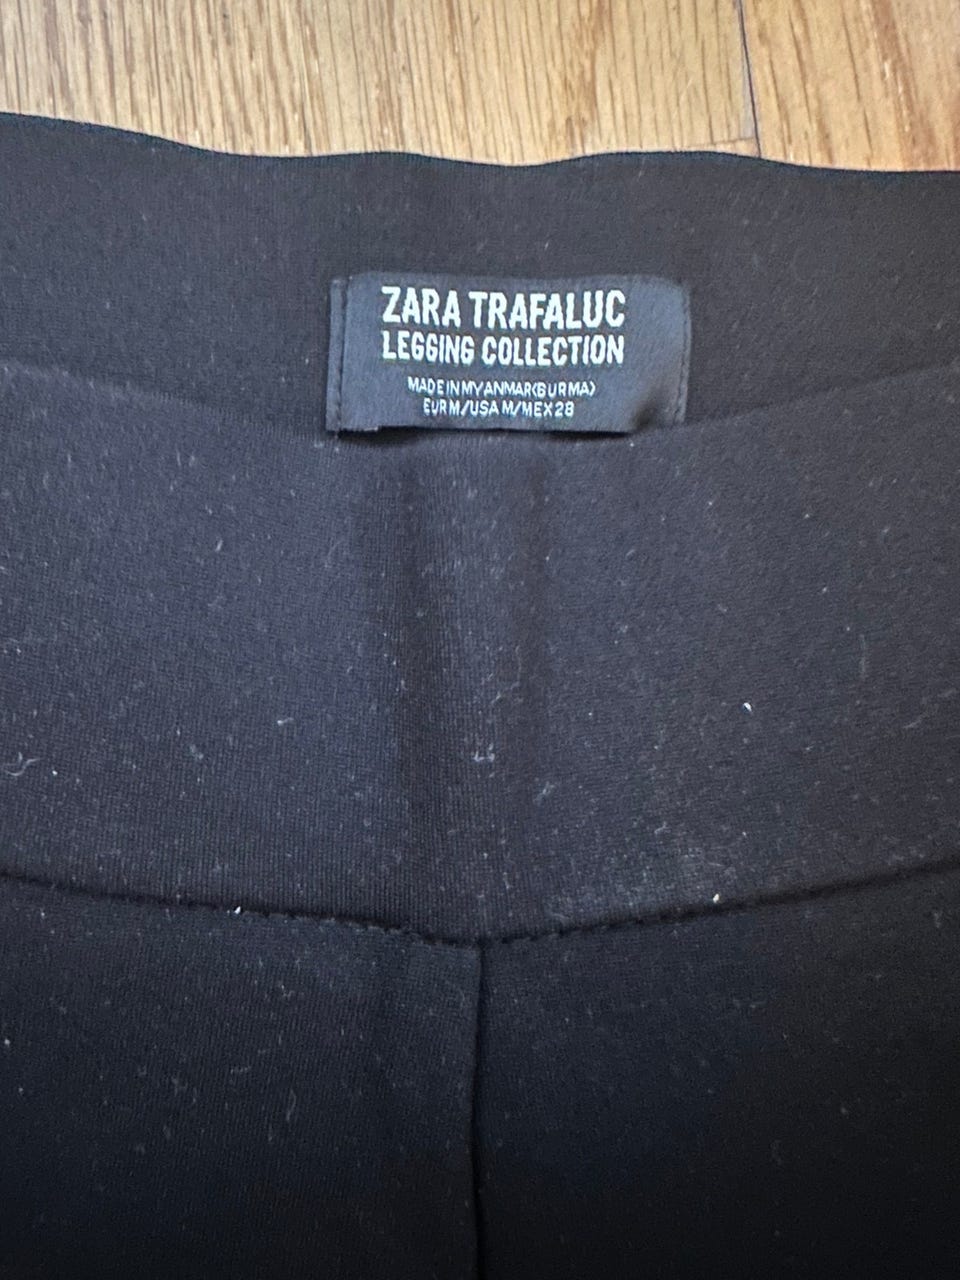 ZARA TRAFALUC
LEGGING COLLECTION
MADE IN MYANMAR(BURMA)
EUR M/USA M/MEX 28